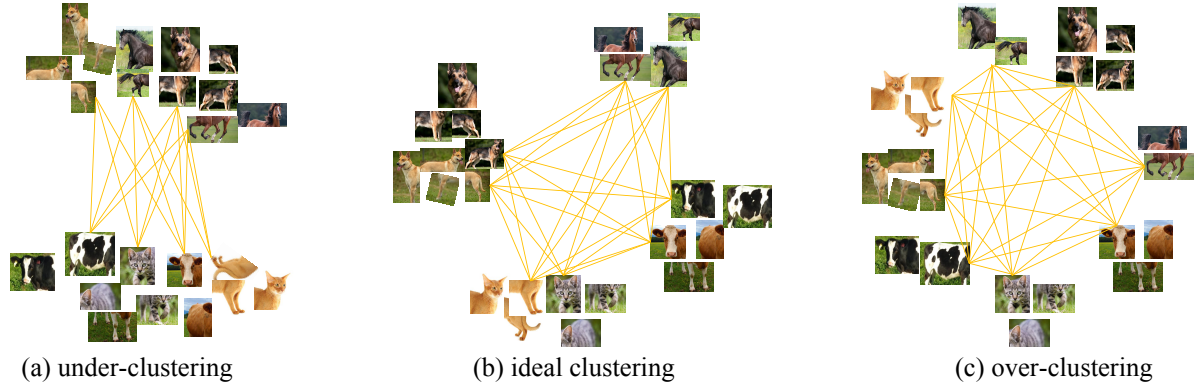 (a) under-clustering
(b) ideal clustering
(c) over-clustering